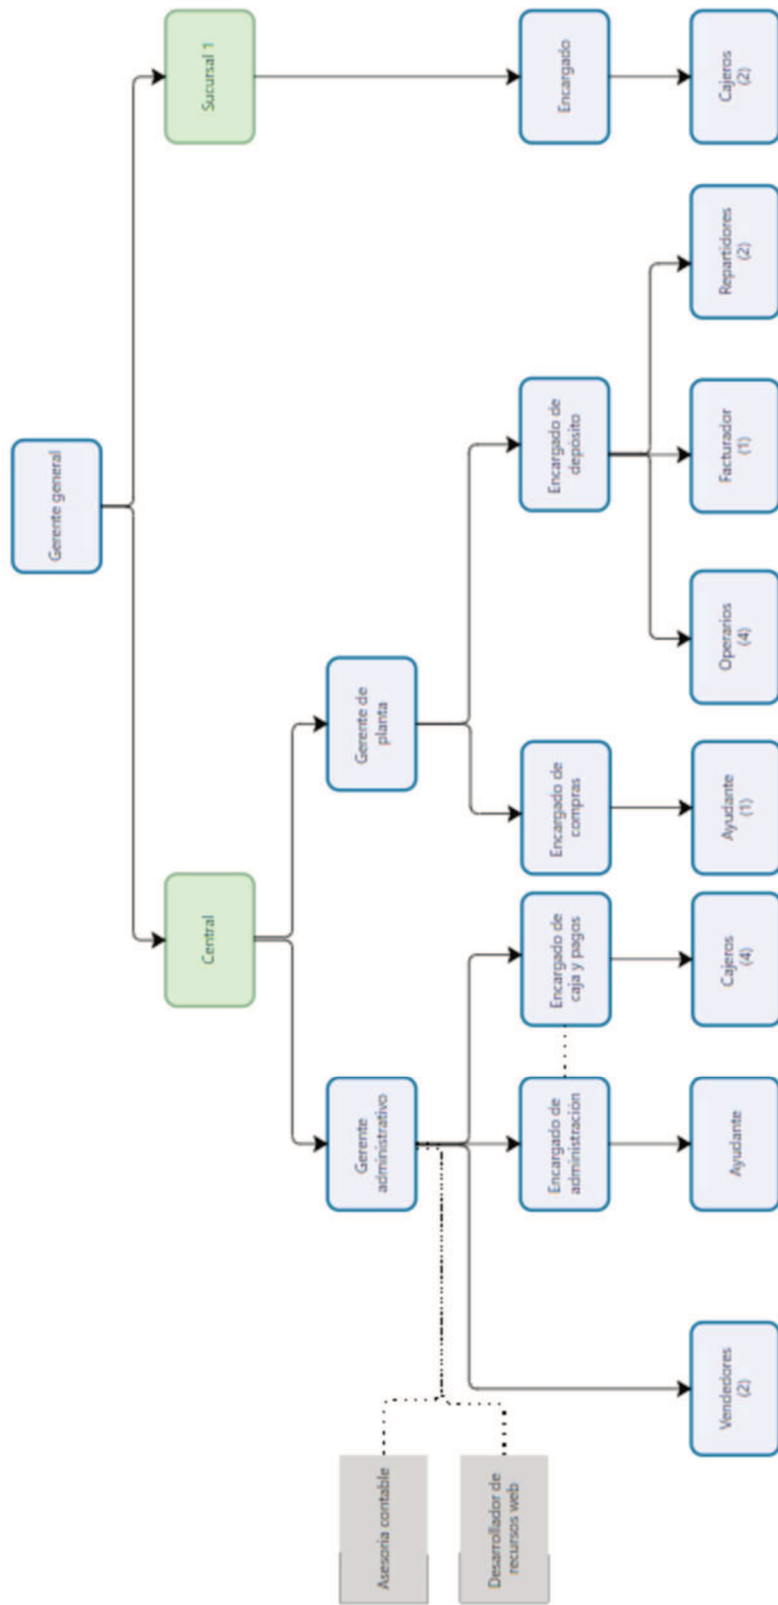 Gerente general
Central
Sucursal 1
Gerente
administrativo
Gerente de
planta
Asesoría contable
Desarrollador de
recursos web
Encargado de
administración
Encargado de
caja y pagos
Encargado de
compras
Encargado de
depósito
Encargado
Vendedores
(2)
Ayudante
Cajeros
(4)
Ayudante
(1)
Operarios
(4)
Facturador
(1)
Repartidores
(2)
Cajeros
(2)